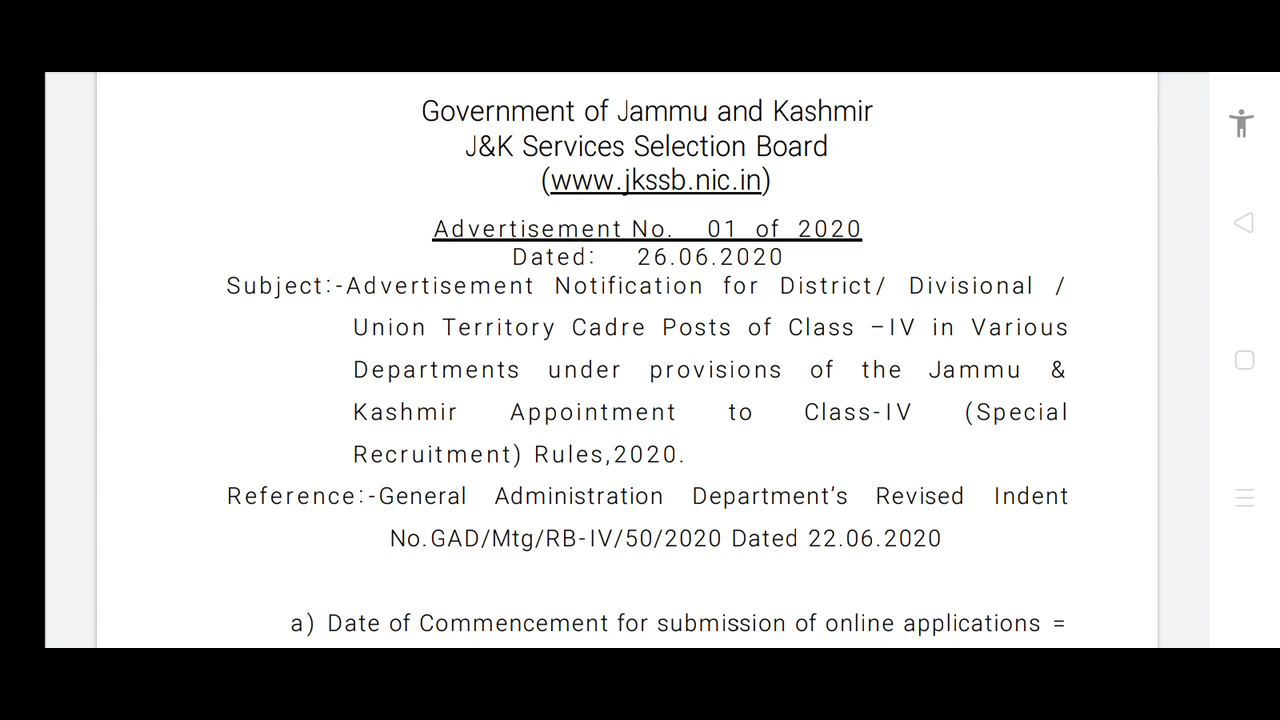 Government of Jammu and Kashmir
J&K Services Selection Board
(www.jkssb.nic.in)
Advertisement No. 01 of 2020
Dated: 26.06.2020
Subject:-Advertisement Notification for District/ Divisional /
Union Territory Cadre Posts of Class –IV in Various
Departments under provisions of the Jammu &
Kashmir Appointment to Class-IV (Special
Recruitment) Rules,2020.
Reference:-General Administration Department’s Revised Indent
No.GAD/Mtg/RB-IV/50/2020 Dated 22.06.2020
a) Date of Commencement for submission of online applications =